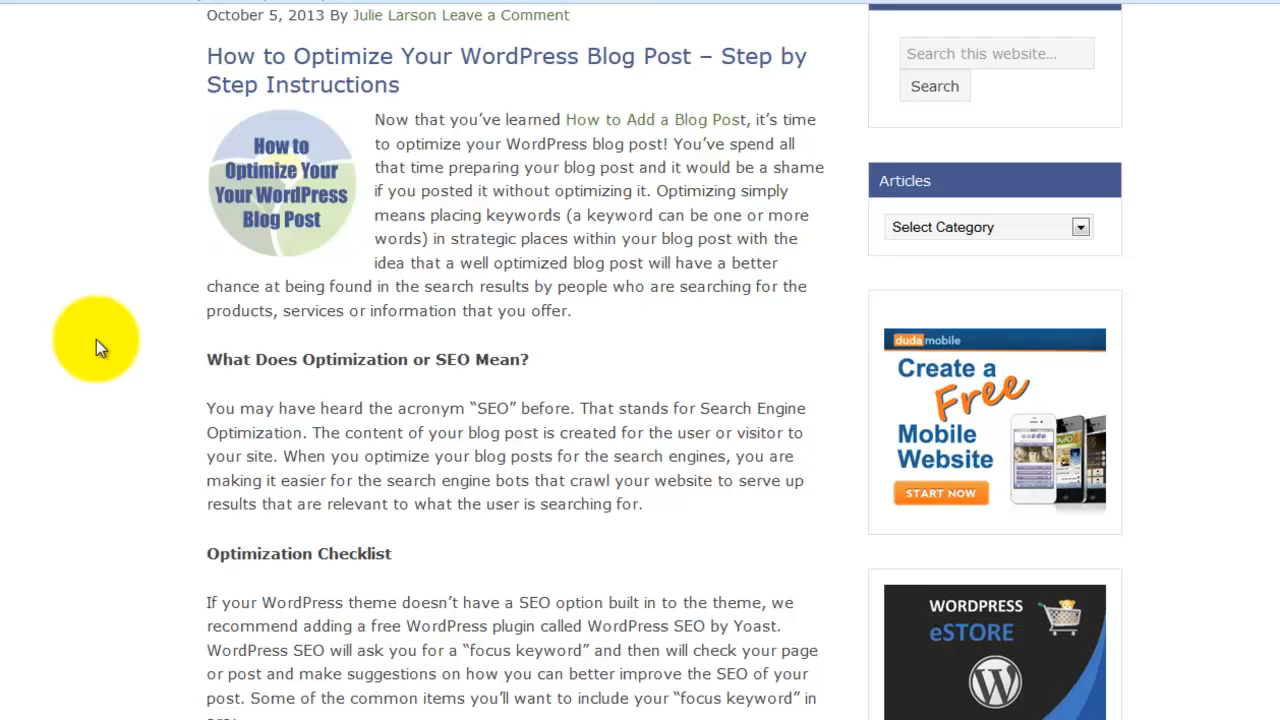 October 5, 2013 By Julie Larson Leave a Comment
How to Optimize Your WordPress Blog Post – Step by
Step Instructions
How to
Optimize Your
Your WordPress
Blog Post
Now that you’ve learned How to Add a Blog Post, it’s time
to optimize your WordPress blog post! You’ve spend all
that time preparing your blog post and it would be a shame
if you posted it without optimizing it. Optimizing simply
means placing keywords (a keyword can be one or more
words) in strategic places within your blog post with the
idea that a well optimized blog post will have a better
chance at being found in the search results by people who are searching for the
products, services or information that you offer.
What Does Optimization or SEO Mean?
You may have heard the acronym “SEO” before. That stands for Search Engine
Optimization. The content of your blog post is created for the user or visitor to
your site. When you optimize your blog posts for the search engines, you are
making it easier for the search engine bots that crawl your website to serve up
results that are relevant to what the user is searching for.
Optimization Checklist
If your WordPress theme doesn’t have a SEO option built in to the theme, we
recommend adding a free WordPress plugin called WordPress SEO by Yoast.
WordPress SEO will ask you for a “focus keyword” and then will check your page
or post and make suggestions on how you can better improve the SEO of your
post. Some of the common items you’ll want to include your “focus keyword” in
Search this website...
Search
Articles
Select Category
dudamobile
Create a
Free
Mobile
Website
START NOW
WORDPRESS
eSTORE